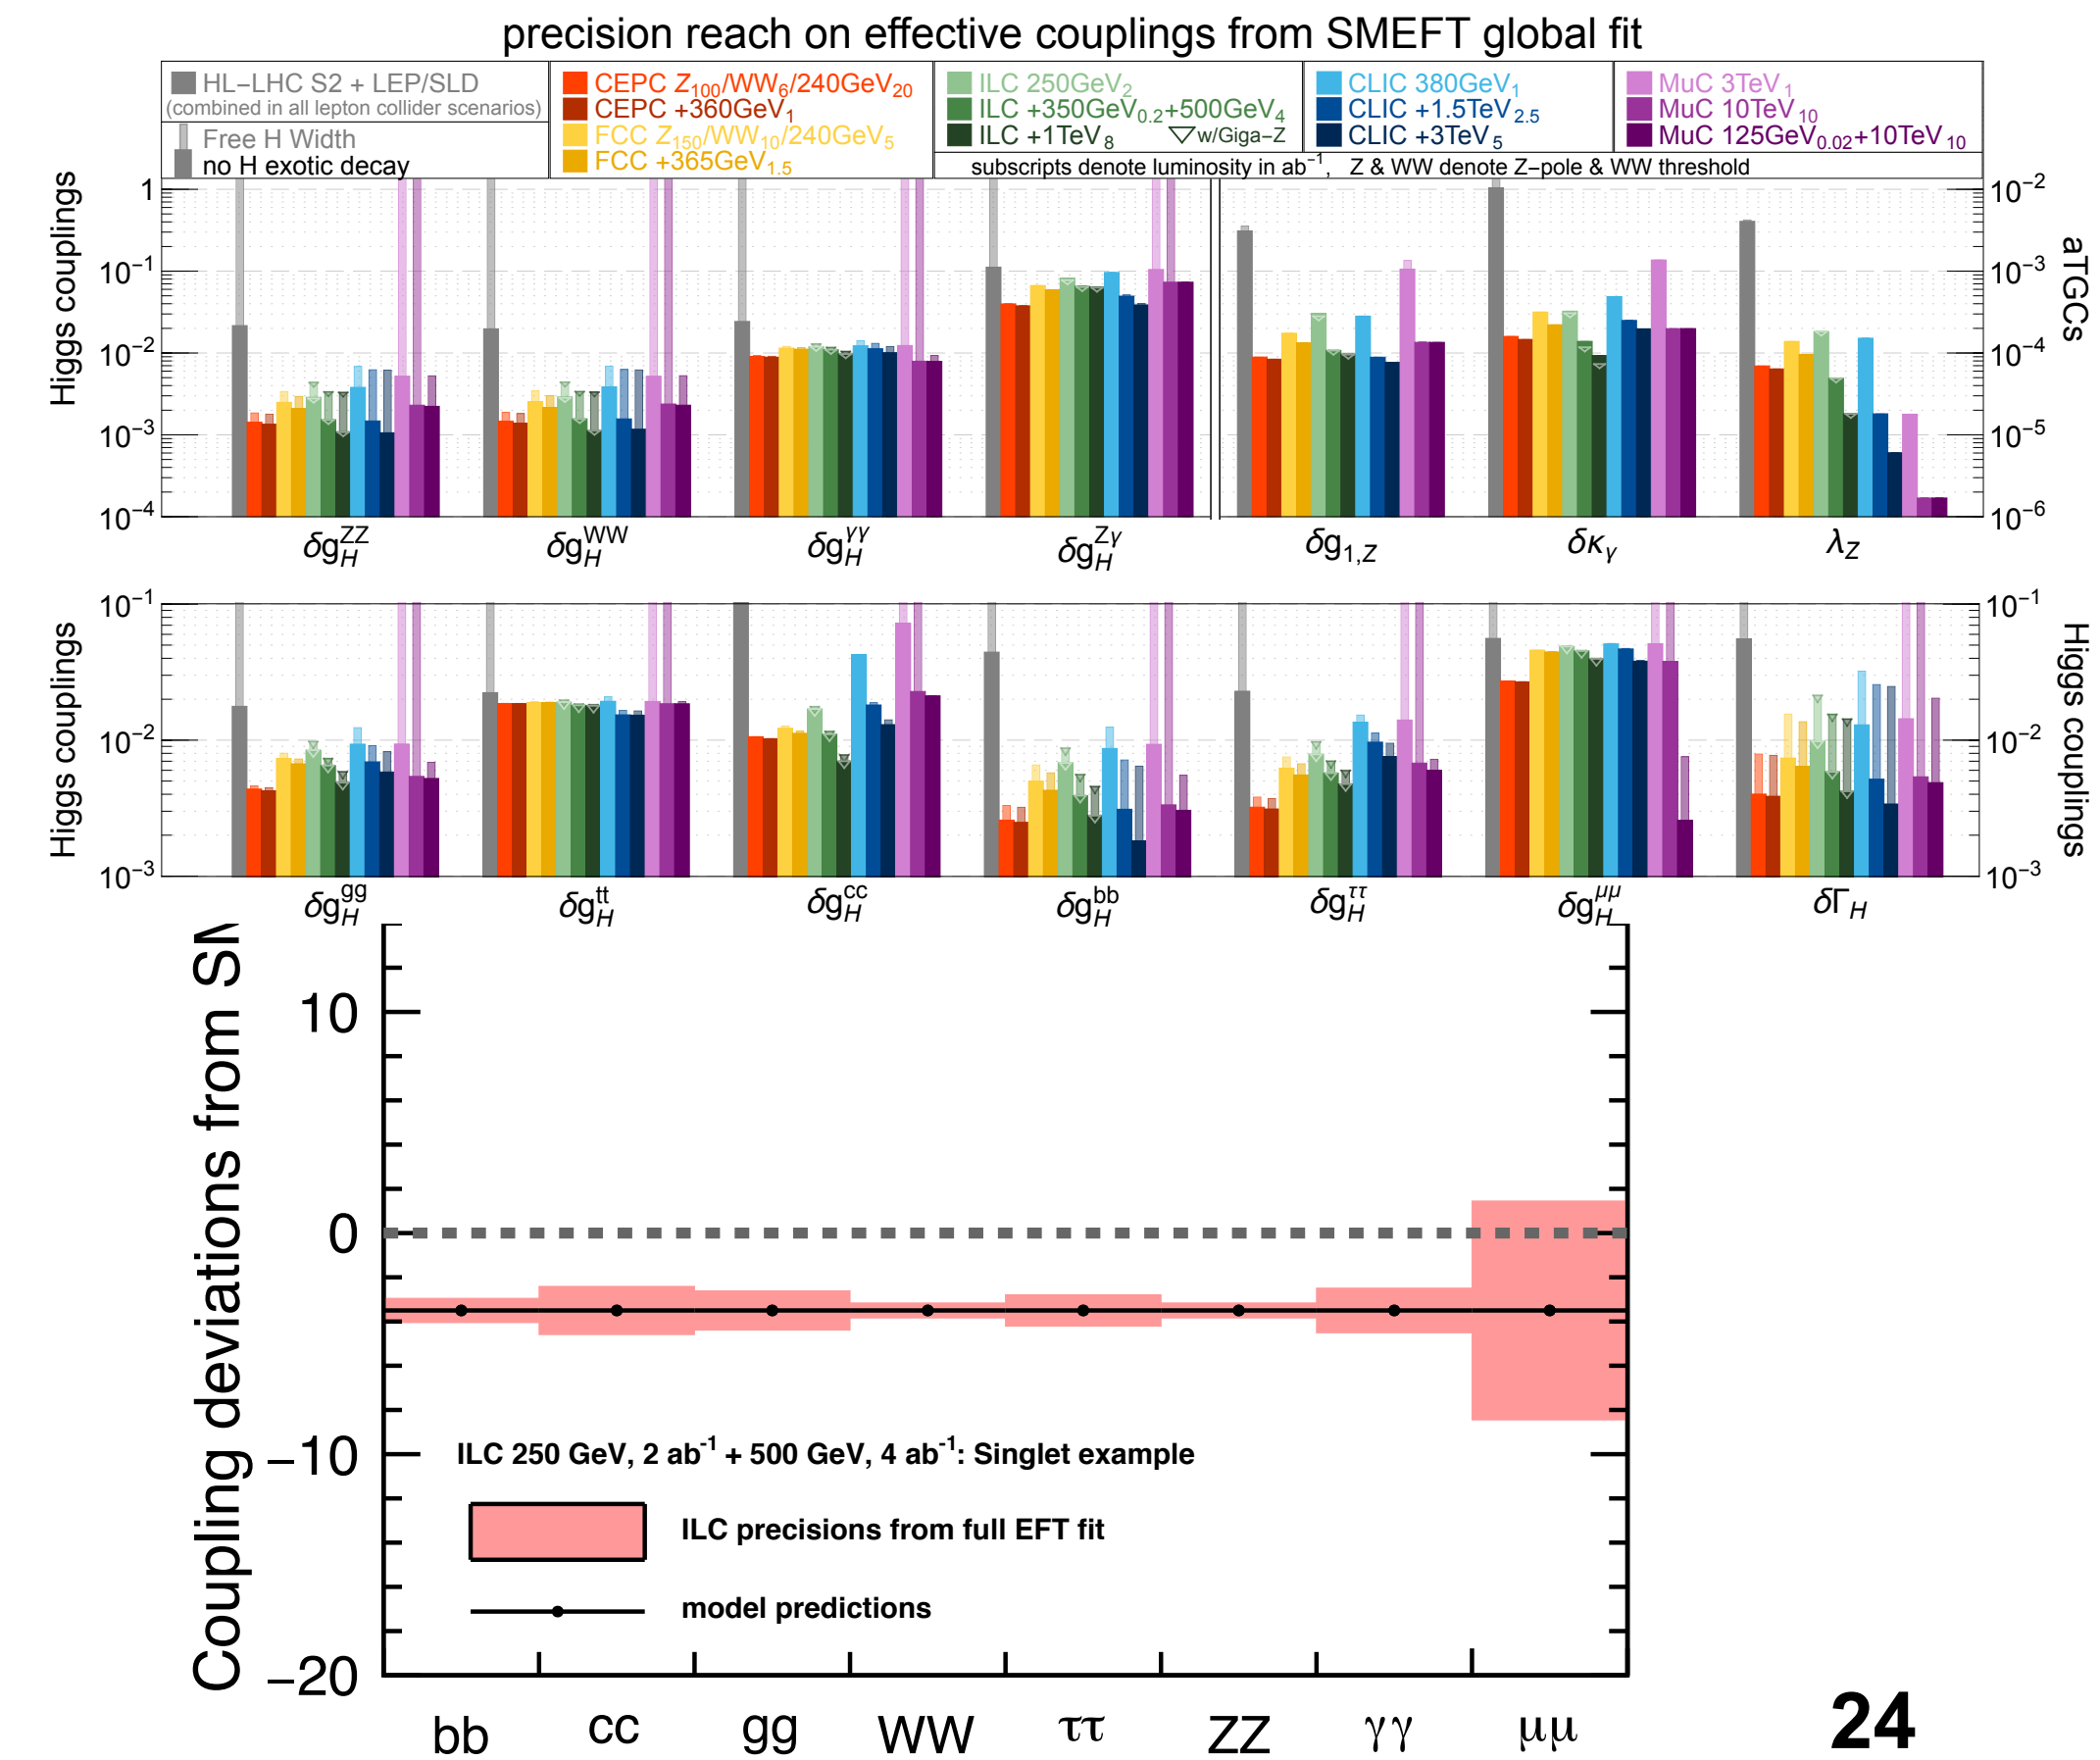 precision reach on effective couplings from SMEFT global fit
HL−LHC S2 + LEP/SLD
(combined in all lepton collider scenarios)
Free H Width
no H exotic decay
CEPC Z100/WW6/240GeV20
CEPC +360GeV1
FCC Z150/WW10/240GeV5
FCC +365GeV1.5
ILC 250GeV2
ILC +350GeV0.2+500GeV4
ILC +1TeV8 ▽w/Giga−Z
CLIC 380GeV1
CLIC +1.5TeV2.5
CLIC +3TeV5
MuC 3TeV1
MuC 10TeV10
MuC 125GeV0.02+10TeV10
subscripts denote luminosity in ab−1, Z & WW denote Z−pole & WW threshold
Higgs couplings
1
10−1
10−2
10−3
10−4
10−2
10−3
10−4
10−5
10−6
aTGCs
δgHZZ δgHWW δgHγγ δgHZγ δg1,Z δκγ λZ
Higgs couplings
10−1
10−2
10−3
10−1
10−2
10−3
Higgs couplings
δgHgg δgHtt δgHcc δgHbb δgHττ δgHμμ δΓH
Coupling deviations from
10
0
−10
−20
ILC 250 GeV, 2 ab-1 + 500 GeV, 4 ab-1: Singlet example
ILC precisions from full EFT fit
model predictions
bb cc gg WW ττ ZZ γγ μμ
24